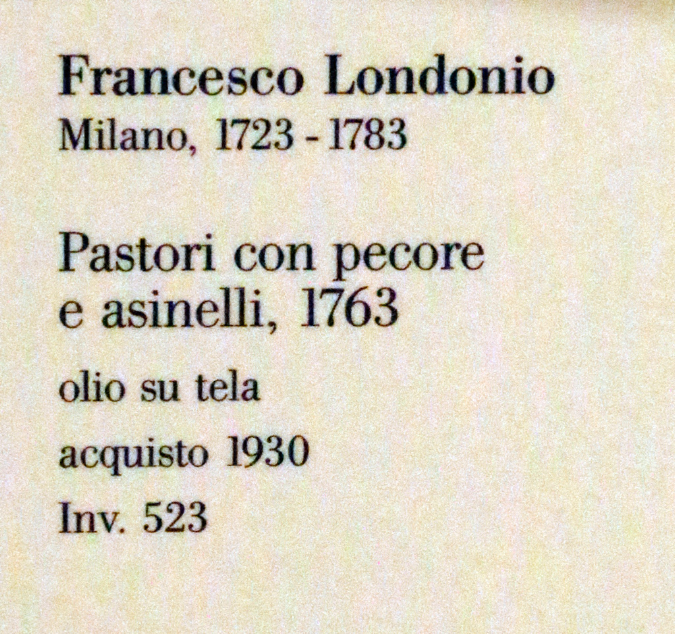 Francesco Londonio
Milano, 1723 - 1783
Pastori con pecore
e asinelli, 1763
olio su tela
acquisto 1930
Inv. 523